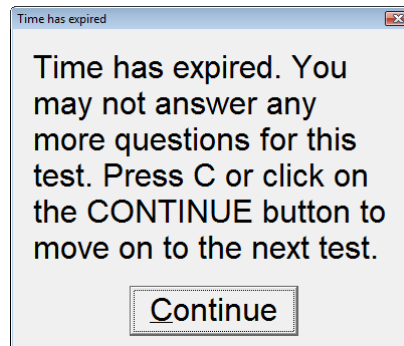 Time has expired
Time has expired. You
may not answer any
more questions for this
test. Press C or click on
the CONTINUE button to
move on to the next test.
Continue